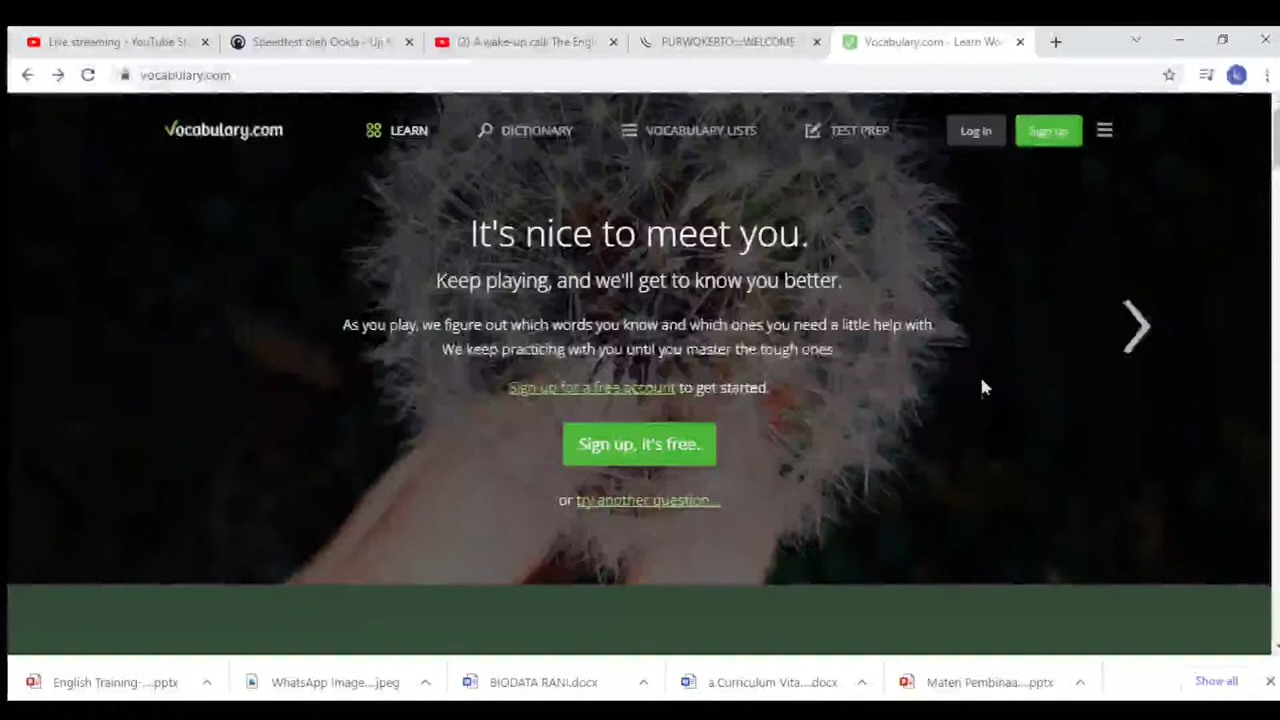 Live streaming - YouTube St
Speedtest oleh Ookla - Uji
(2) A wake-up call: The Engl
PURWOKERTO:::WELCOME
Vocabulary.com - Learn Wo
vocabulary.com
Vocabulary.com
LEARN
DICTIONARY
VOCABULARY LISTS
TEST PREP
Log in
Sign up
It's nice to meet you.
Keep playing, and we'll get to know you better.
As you play, we figure out which words you know and which ones you need a little help with.
We keep practicing with you until you master the tough ones
Sign up for a free account to get started.
Sign up, it's free.
or try another question...
English Training-....pptx
WhatsApp Image....jpeg
BIODATA RANI.docx
a.Curriculum Vita....docx
Materi Pembinaa....pptx
Show all